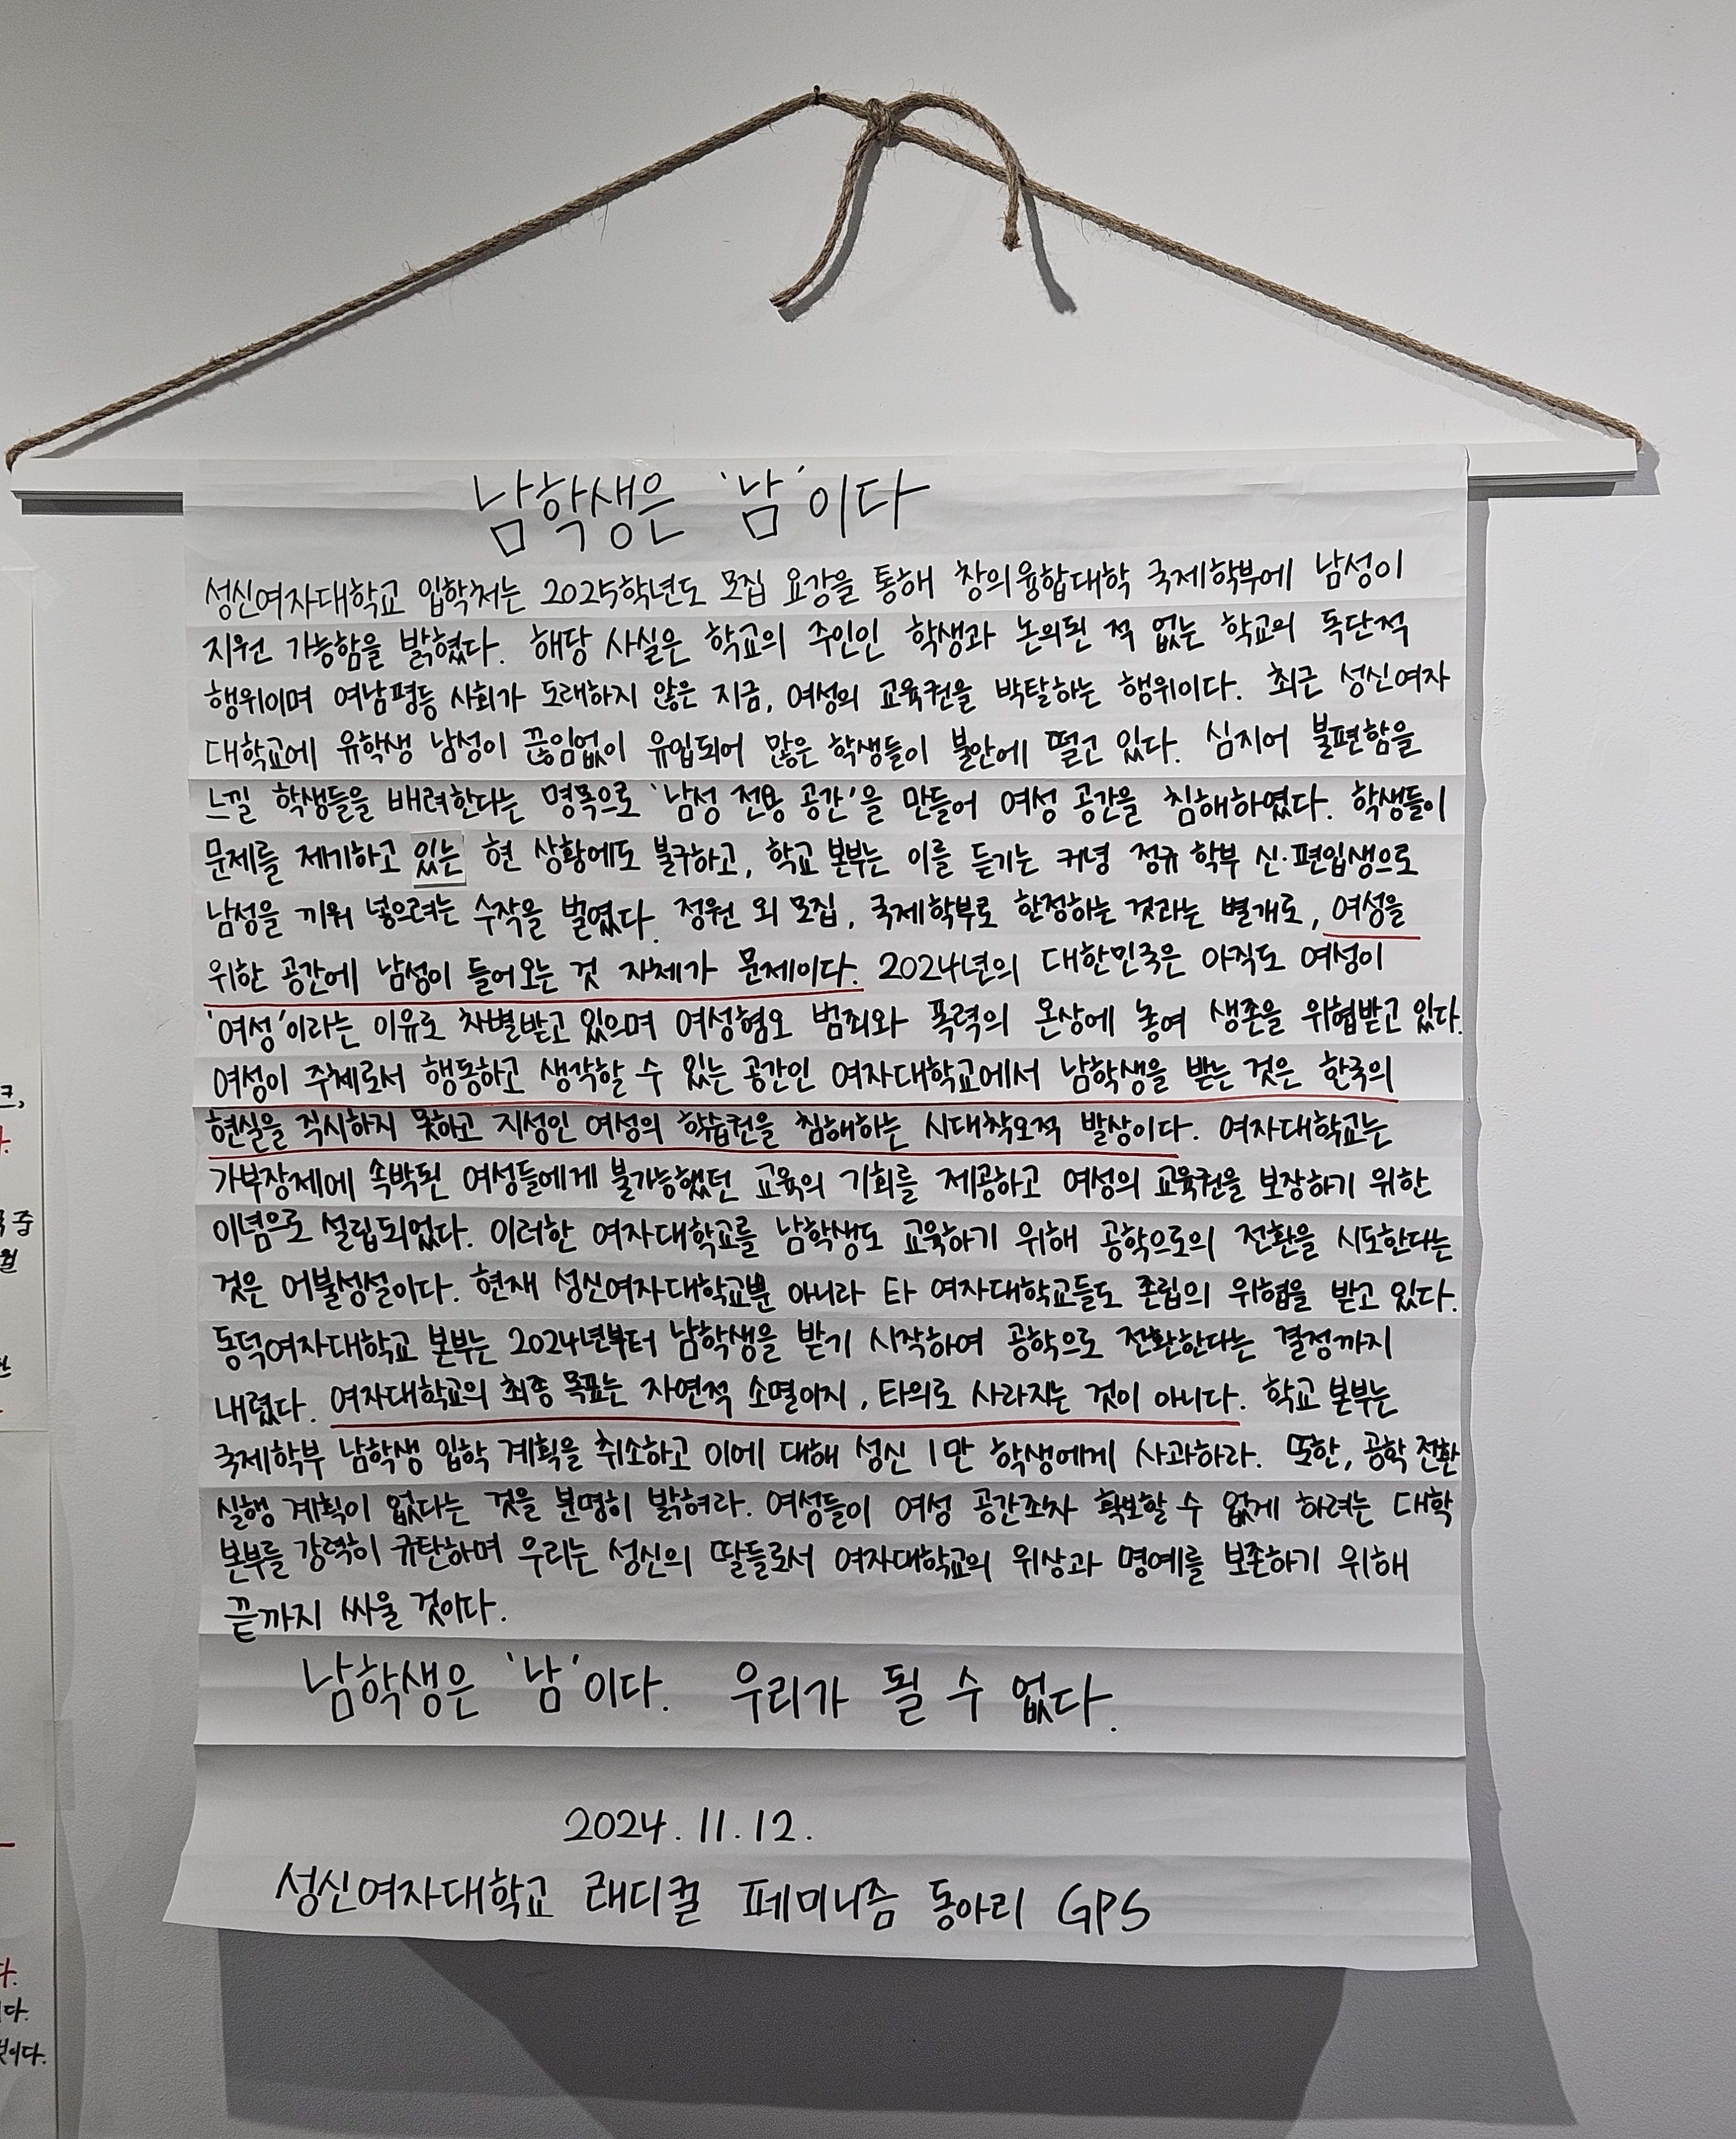 남학생은 '남'이다
성신여자대학교 입학처는 2025학년도 모집 요강을 통해 창의융합대학 국제학부에 남성이
지원 가능함을 밝혔다. 해당 사실은 학교의 주인인 학생과 논의된 적 없는 학교의 독단적
행위이며 여남평등 사회가 도래하지 않은 지금, 여성의 교육권을 박탈하는 행위이다. 최근 성신여자
대학교에 유학생 남성이 끊임없이 유입되어 많은 학생들이 불안에 떨고 있다. 심지어 불편함을
느낄 학생들을 배려한다는 명목으로 '남성 전용 공간'을 만들어 여성 공간을 침해하였다. 학생들이
문제를 제기하고 있는 현 상황에도 불구하고, 학교 본부는 이를 듣기는 커녕 정규 학부 신·편입생으로
남성을 끼워 넣으려는 수작을 벌였다. 정원 외 모집, 국제학부로 한정하는 것과는 별개로, 여성을
위한 공간에 남성이 들어오는 것 자체가 문제이다. 2024년의 대한민국은 아직도 여성이
'여성'이라는 이유로 차별받고 있으며 여성혐오 범죄와 폭력의 온상에 놓여 생존을 위협받고 있다.
여성이 주체로서 행동하고 생각할 수 있는 공간인 여자대학교에서 남학생을 받는 것은 한국의
현실을 직시하지 못하고 지성인 여성의 학습권을 침해하는 시대착오적 발상이다. 여자대학교는
가부장제에 속박된 여성들에게 불가능했던 교육의 기회를 제공하고 여성의 교육권을 보장하기 위한
이념으로 설립되었다. 이러한 여자대학교를 남학생도 교육하기 위해 공학으로의 전환을 시도한다는
것은 어불성설이다. 현재 성신여자대학교뿐 아니라 타 여자대학교들도 존립의 위협을 받고 있다.
동덕여자대학교 본부는 2024년부터 남학생을 받기 시작하여 공학으로 전환한다는 결정까지
내렸다. 여자대학교의 최종 목표는 자연적 소멸이지, 타의로 사라지는 것이 아니다. 학교 본부는
국제학부 남학생 입학 계획을 취소하고 이에 대해 성신 1만 학생에게 사과하라. 또한, 공학 전환
실행 계획이 없다는 것을 분명히 밝혀라. 여성들이 여성 공간조차 확보할 수 없게 하려는 대학
본부를 강력히 규탄하며 우리는 성신의 딸들로서 여자대학교의 위상과 명예를 보존하기 위해
끝까지 싸울 것이다.
남학생은 '남'이다. 우리가 될 수 없다.
2024. 11. 12.
성신여자대학교 래디컬 페미니즘 동아리 GPS